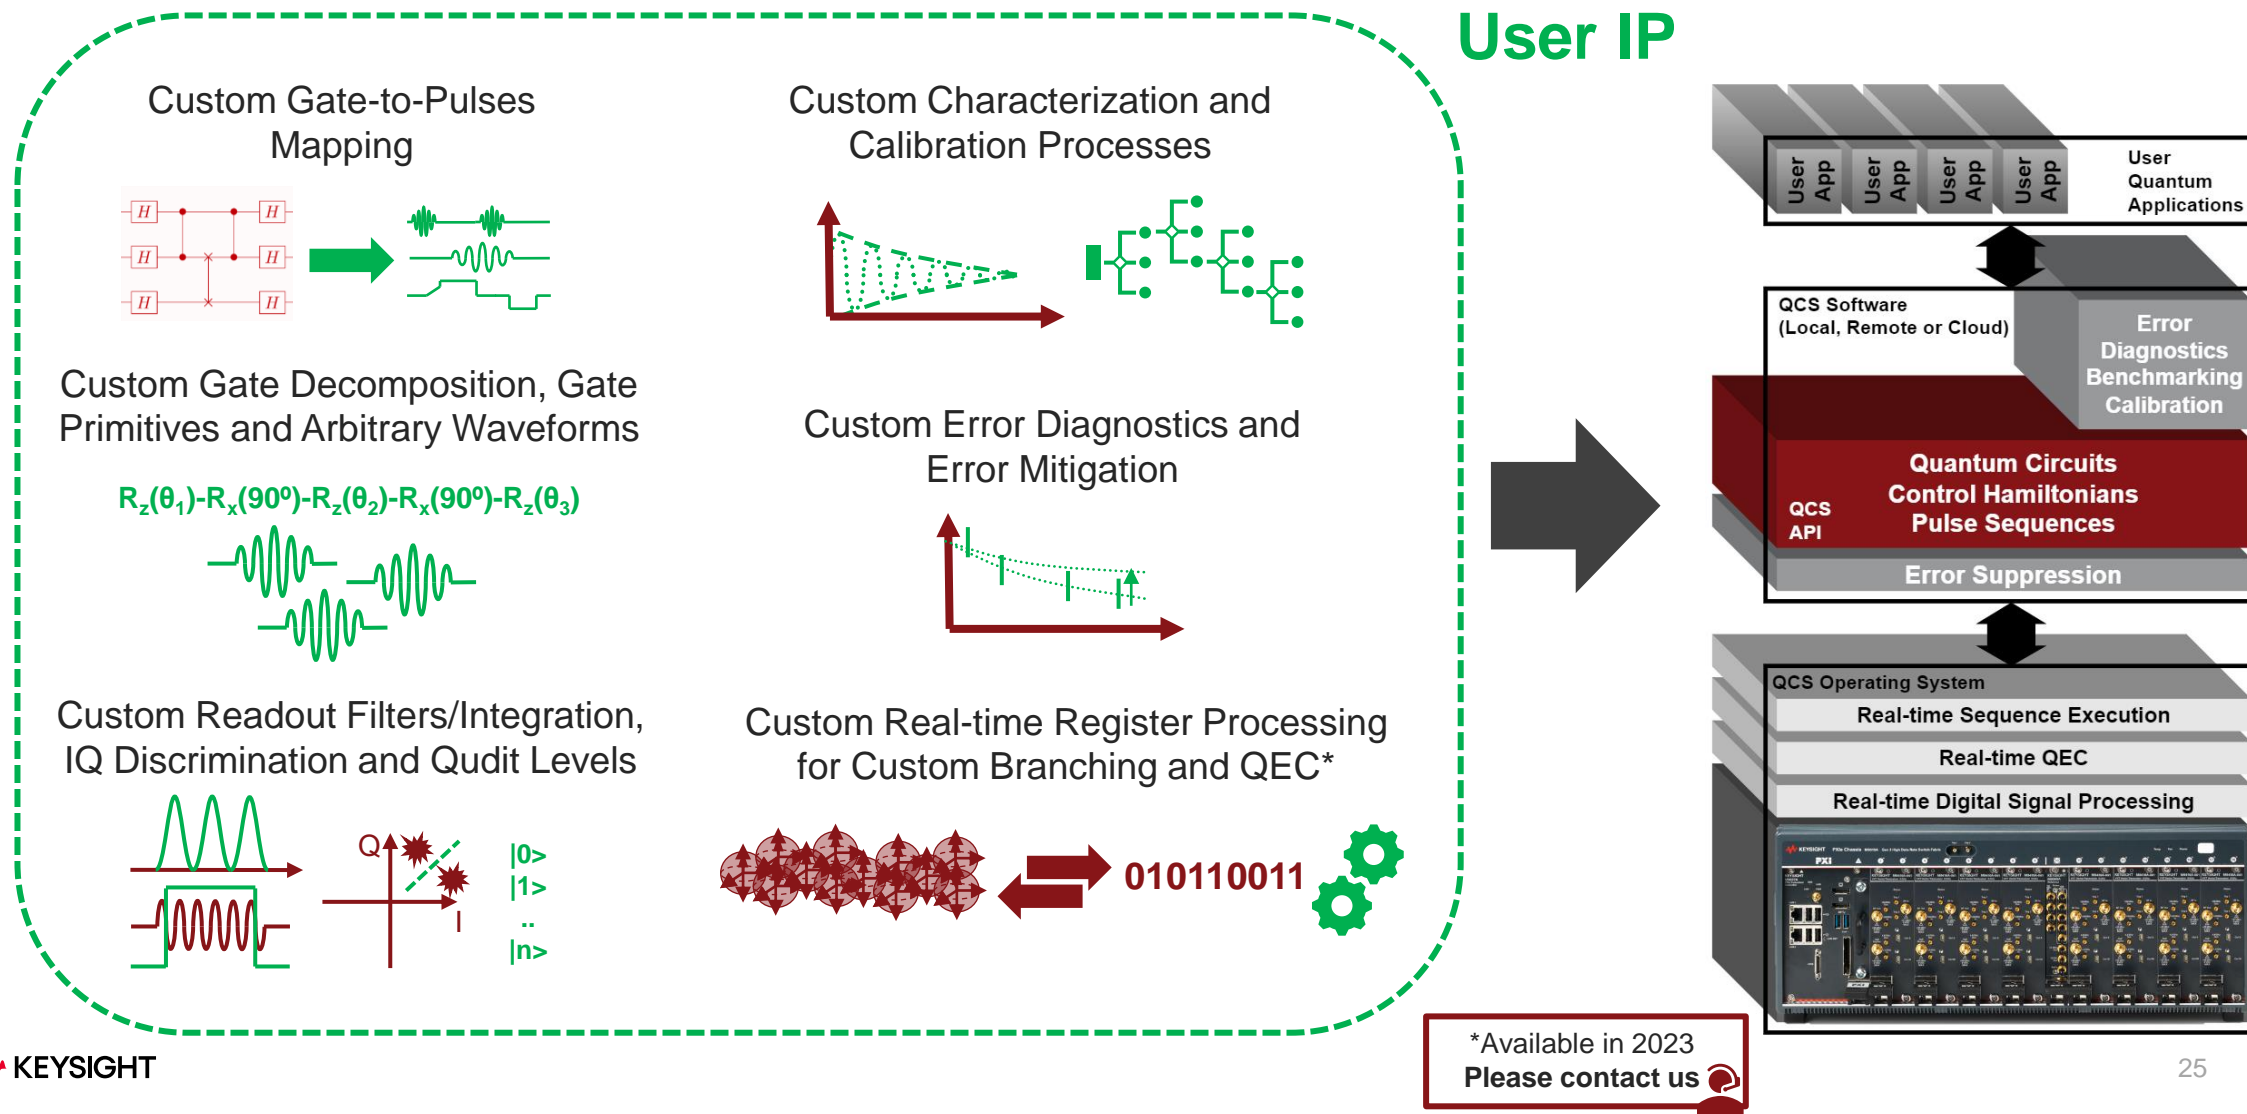 User IP
Custom Gate-to-Pulses
Mapping
H
H
H
H
H
H
Custom Characterization and
Calibration Processes
Custom Gate Decomposition, Gate
Primitives and Arbitrary Waveforms
Rz(θ1)-Rx(90º)-Rz(θ2)-Rx(90º)-Rz(θ3)
Custom Error Diagnostics and
Error Mitigation
Custom Readout Filters/Integration,
IQ Discrimination and Qudit Levels
Q
I
|0>
|1>
..
|n>
Custom Real-time Register Processing
for Custom Branching and QEC*
010110011
User
App
User
App
User
App
User
App
User
Quantum
Applications
QCS Software
(Local, Remote or Cloud)
Error
Diagnostics
Benchmarking
Calibration
Quantum Circuits
Control Hamiltonians
Pulse Sequences
QCS
API
Error Suppression
QCS Operating System
Real-time Sequence Execution
Real-time QEC
Real-time Digital Signal Processing
KEYSIGHT
PXI
*Available in 2023
Please contact us
KEYSIGHT
25